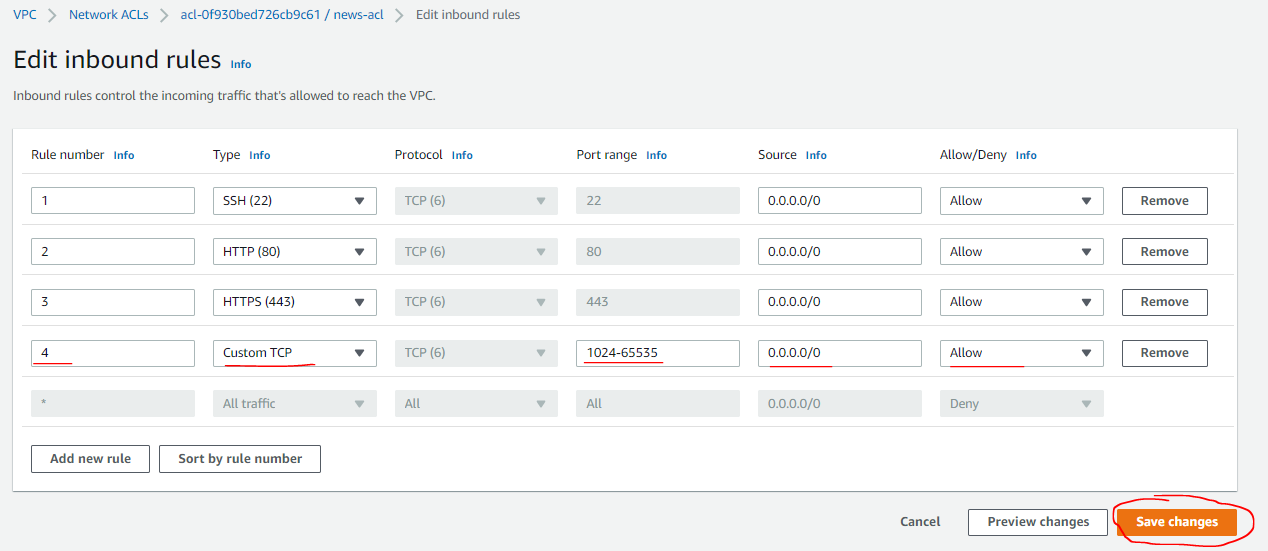 VPC > Network ACLs > acl-0f930bed726cb9c61 / news-acl > Edit inbound rules
Edit inbound rules Info
Inbound rules control the incoming traffic that's allowed to reach the VPC.
Rule number Info Type Info Protocol Info Port range Info Source Info Allow/Deny Info
1 SSH (22) TCP (6) 22 0.0.0.0/0 Allow Remove
2 HTTP (80) TCP (6) 80 0.0.0.0/0 Allow Remove
3 HTTPS (443) TCP (6) 443 0.0.0.0/0 Allow Remove
4 Custom TCP TCP (6) 1024-65535 0.0.0.0/0 Allow Remove
* All traffic All All 0.0.0.0/0 Deny
Add new rule Sort by rule number
Cancel Preview changes Save changes